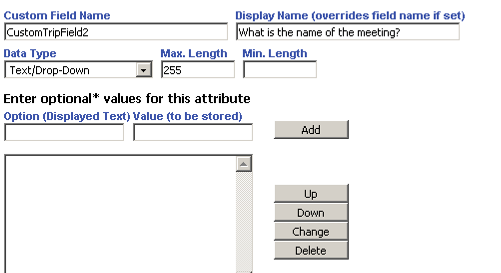 Custom Field Name Display Name (overrides field name if set)
CustomTripField2 What is the name of the meeting?
Data Type Max. Length Min. Length
Text/Drop-Down 255
Enter optional* values for this attribute
Option (Displayed Text) Value (to be stored)
Add
Up
Down
Change
Delete